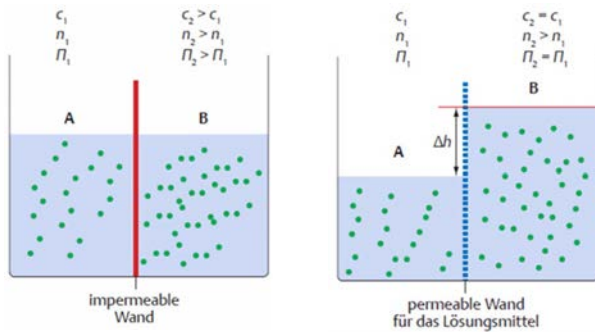 c₁
n₁
Π₁
c₂ > c₁
n₂ > n₁
Π₂ > Π₁
A
B
impermeable
Wand
c₁
n₁
Π₁
c₂ = c₁
n₂ > n₁
Π₂ = Π₁
B
A
Δh
permeable Wand
für das Lösungsmittel